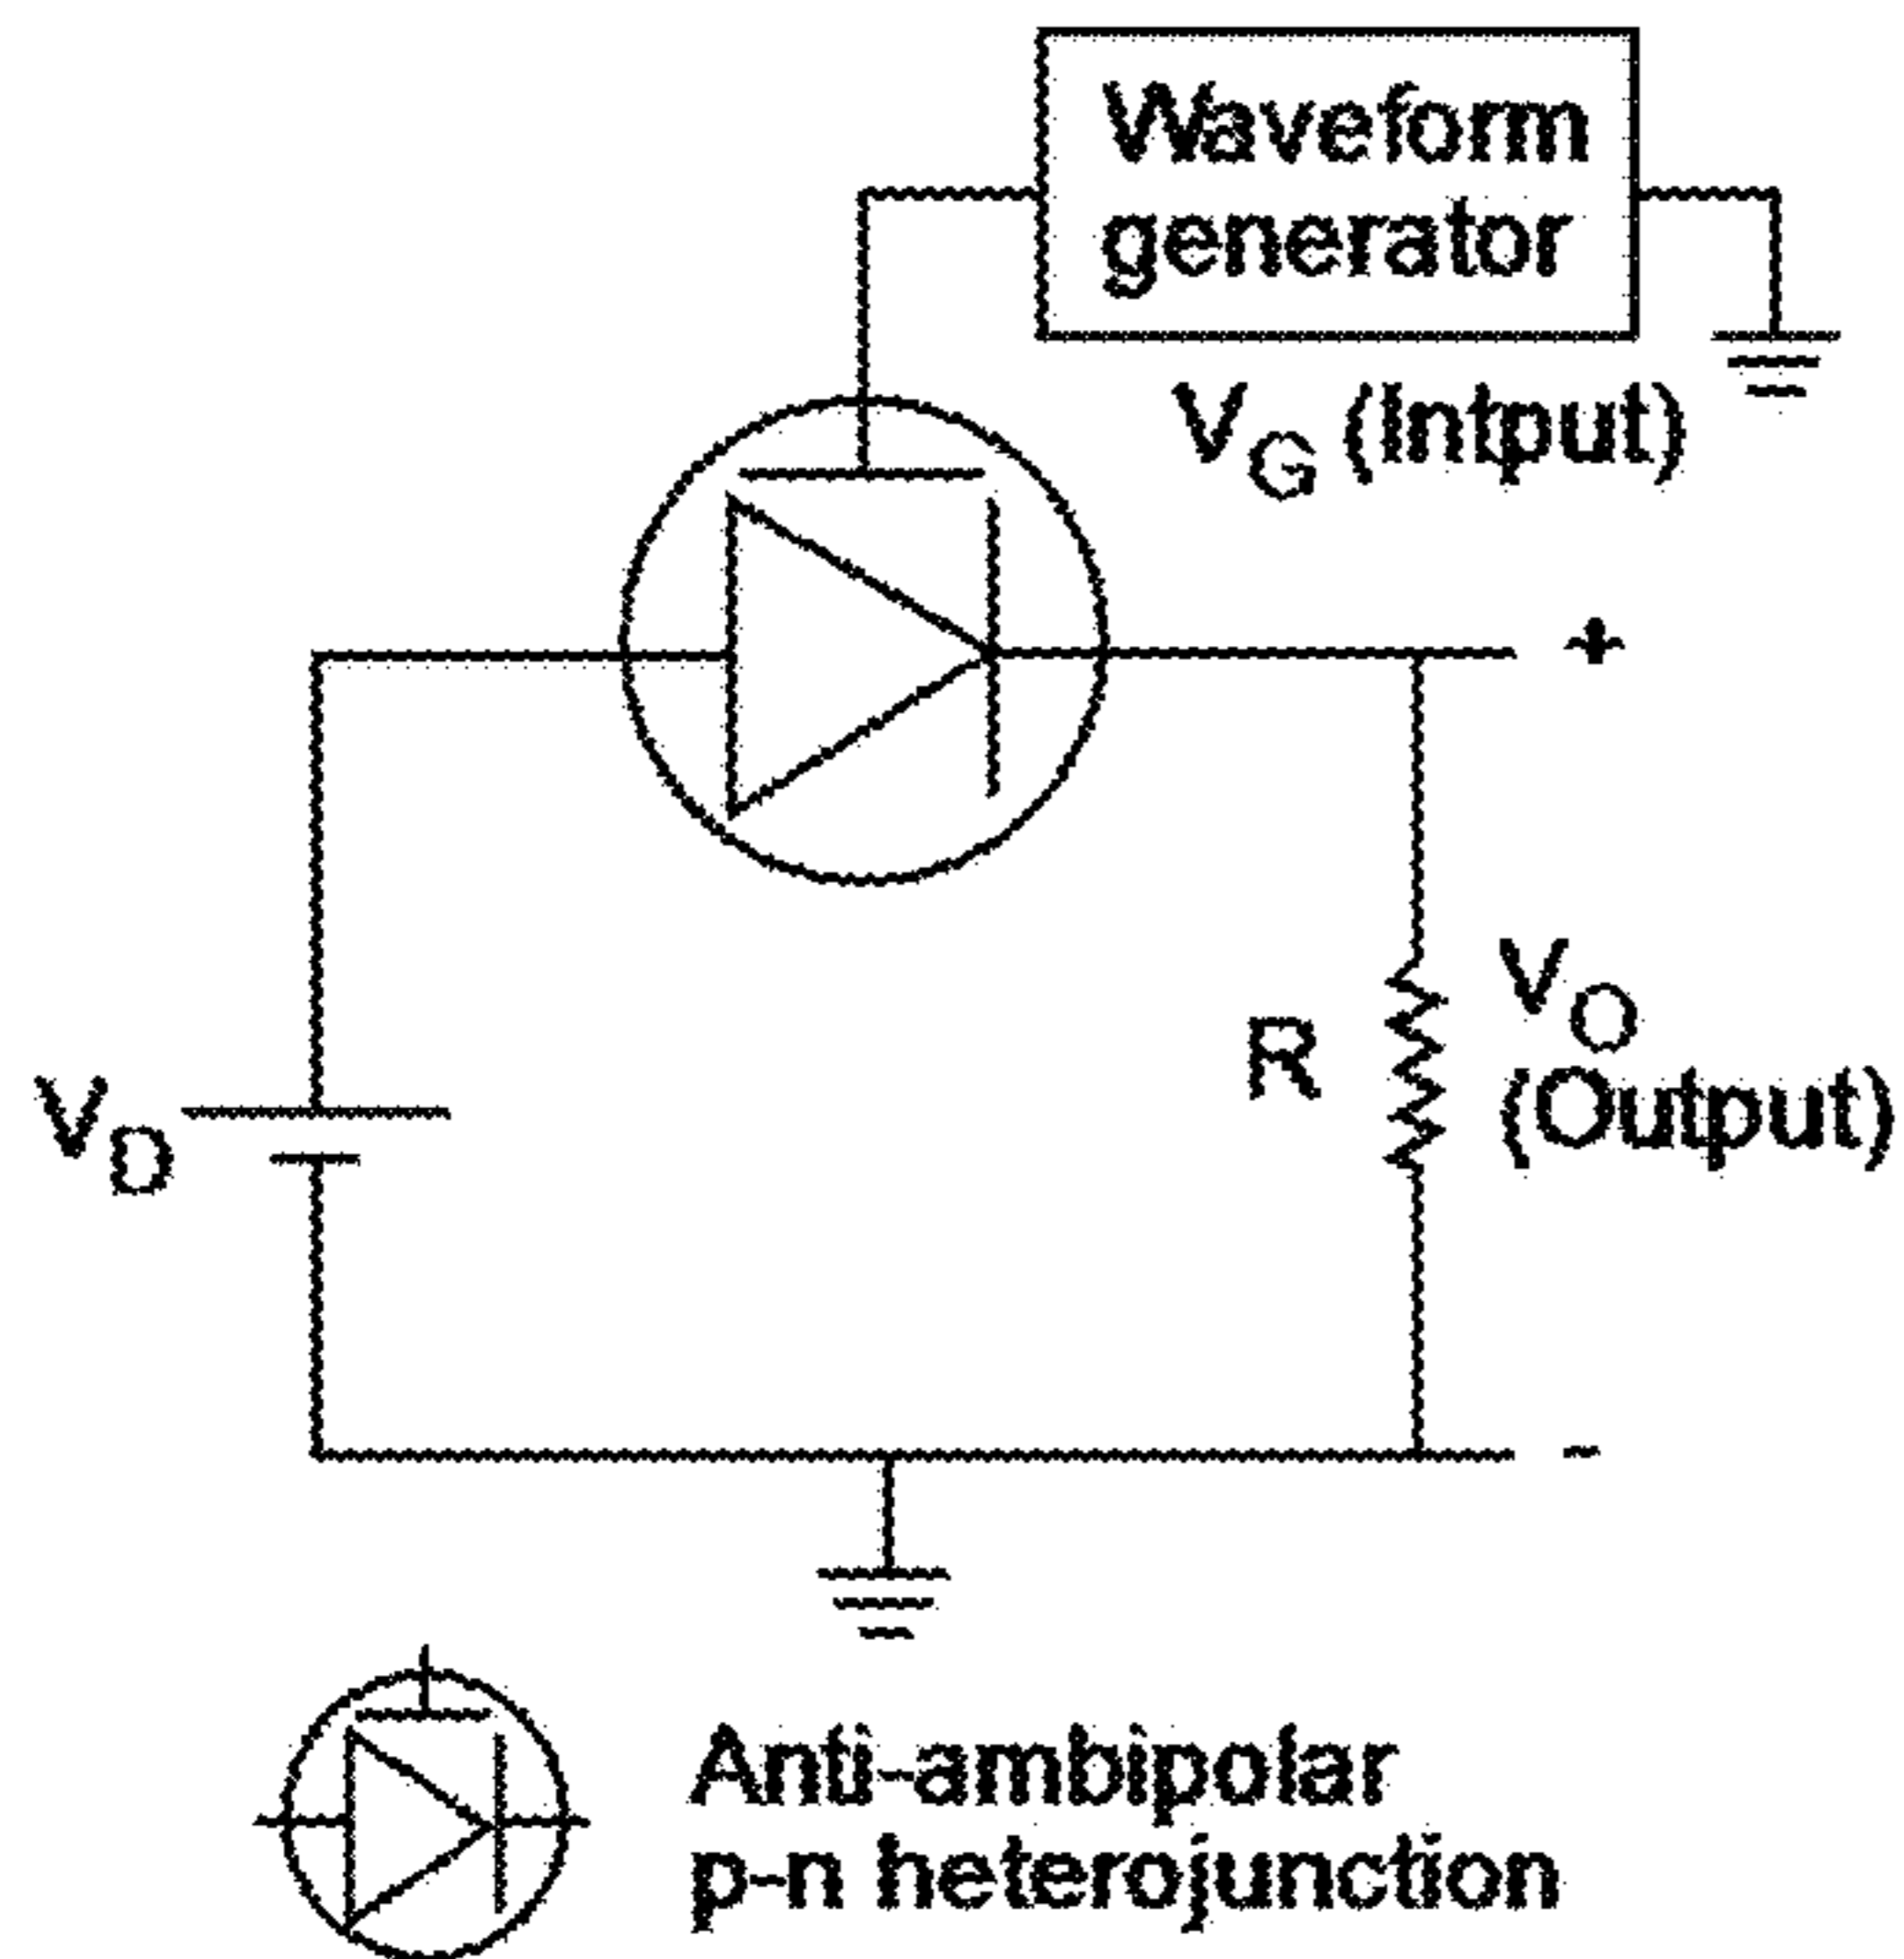 Waveform
generator
VG (Intput)
+
VD
R
VO
(Output)
-
Anti-ambipolar
p-n heterojunction